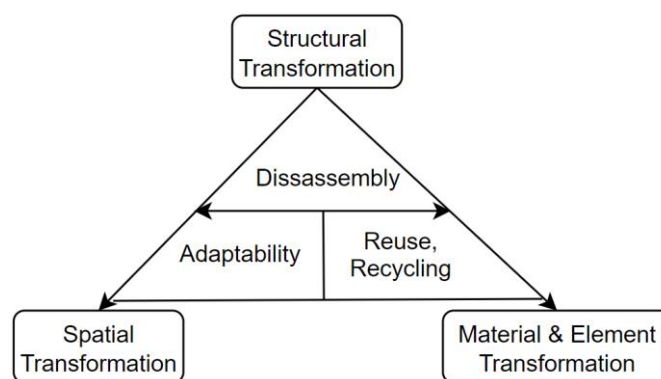 Structural
Transformation
Dissassembly
Adaptability
Reuse,
Recycling
Spatial
Transformation
Material & Element
Transformation